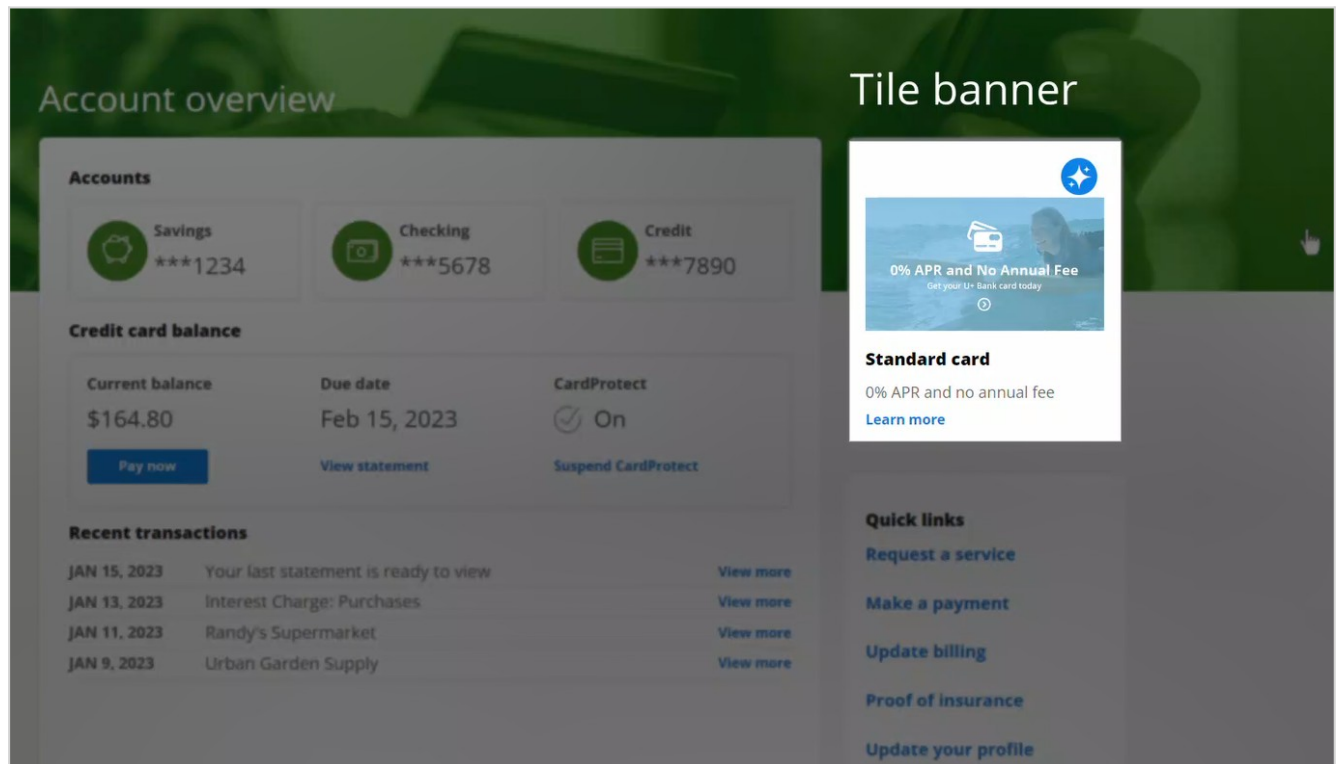 Account overview
Tile banner
Accounts
Savings
***1234
Checking
***5678
Credit
***7890
Credit card balance
Current balance
Due date
CardProtect
$164.80
Feb 15, 2023
On
Pay now
View statement
Suspend CardProtect
Recent transactions
JAN 15, 2023 Your last statement is ready to view View more
JAN 13, 2023 Interest Charge: Purchases View more
JAN 11, 2023 Randy's Supermarket View more
JAN 9, 2023 Urban Garden Supply View more
0% APR and No Annual Fee
Get your U+ Bank card today
Standard card
0% APR and no annual fee
Learn more
Quick links
Request a service
Make a payment
Update billing
Proof of insurance
Update your profile